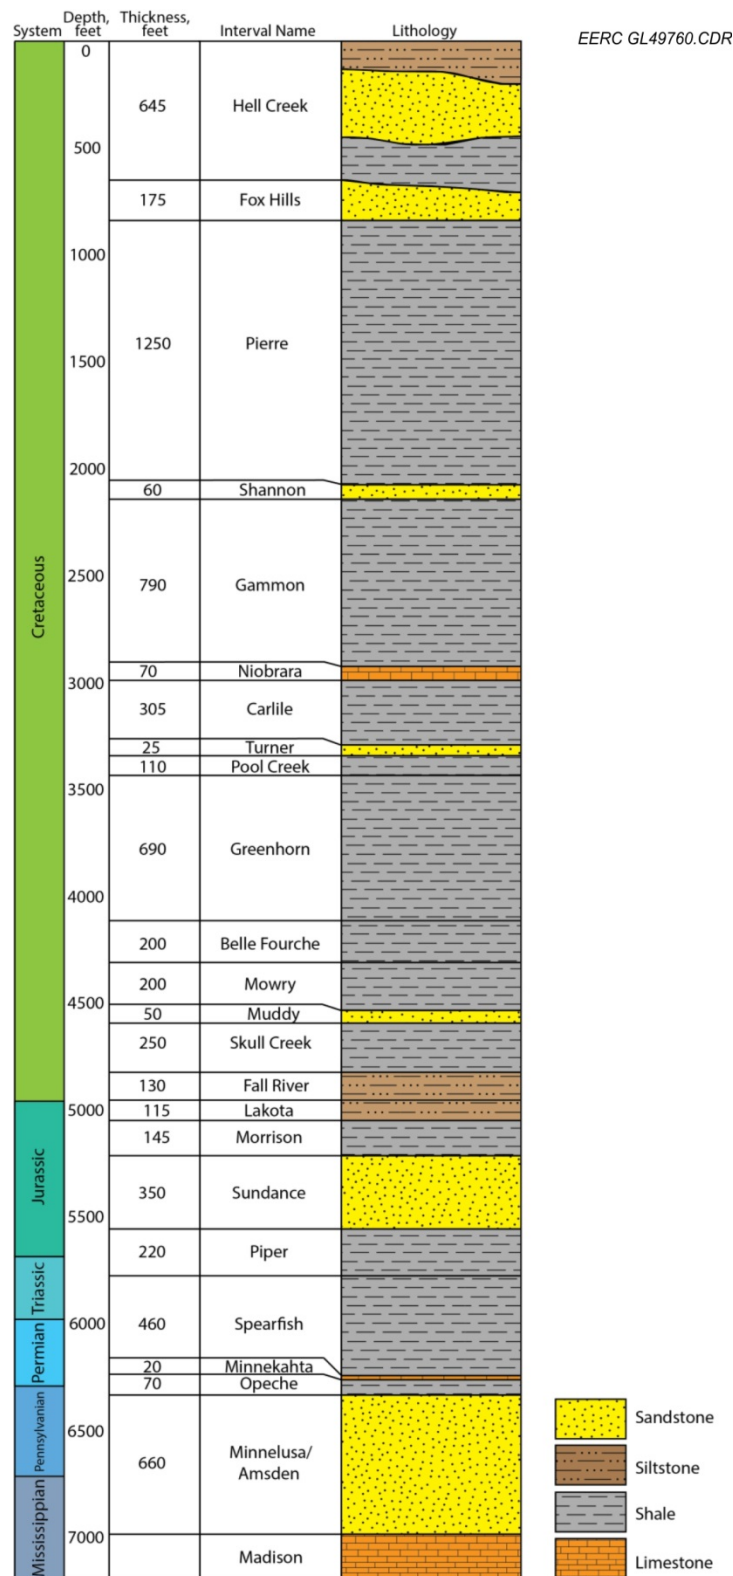 System
Depth,
feet
Thickness,
feet
Interval Name
Lithology
EERC GL49760.CDR
0
645
Hell Creek
500
175
Fox Hills
1000
1250
Pierre
1500
2000
60
Shannon
Cretaceous
2500
790
Gammon
70
Niobrara
3000
305
Carlile
25
Turner
110
Pool Creek
3500
690
Greenhorn
4000
200
Belle Fourche
200
Mowry
4500
50
Muddy
250
Skull Creek
130
Fall River
5000
115
Lakota
145
Morrison
Jurassic
350
Sundance
5500
220
Piper
Triassic
6000
460
Spearfish
Permian
20
Minnekahta
70
Opeche
Pennsylvanian
6500
660
Minnelusa/
Amsden
Mississippian
7000
Madison
Sandstone
Siltstone
Shale
Limestone